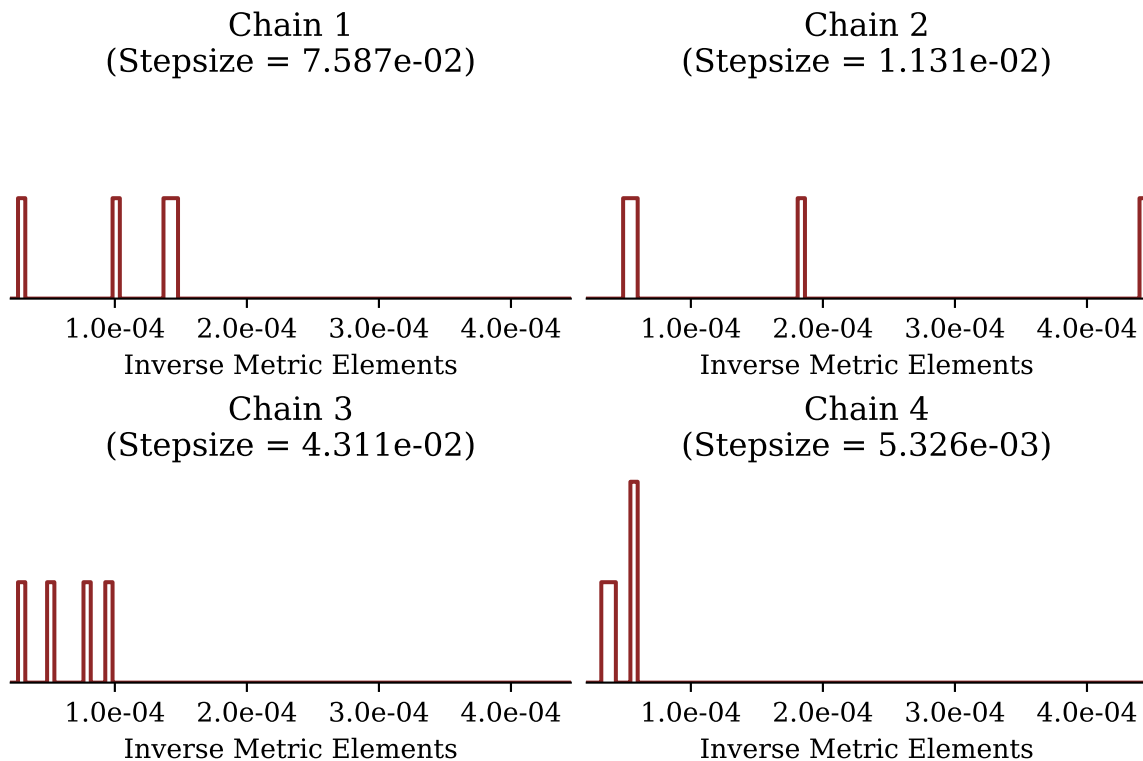 Chain 1
(Stepsize = 7.587e-02)
Chain 2
(Stepsize = 1.131e-02)
1.0e-04 2.0e-04 3.0e-04 4.0e-04
Inverse Metric Elements
1.0e-04 2.0e-04 3.0e-04 4.0e-04
Inverse Metric Elements
Chain 3
(Stepsize = 4.311e-02)
Chain 4
(Stepsize = 5.326e-03)
1.0e-04 2.0e-04 3.0e-04 4.0e-04
Inverse Metric Elements
1.0e-04 2.0e-04 3.0e-04 4.0e-04
Inverse Metric Elements